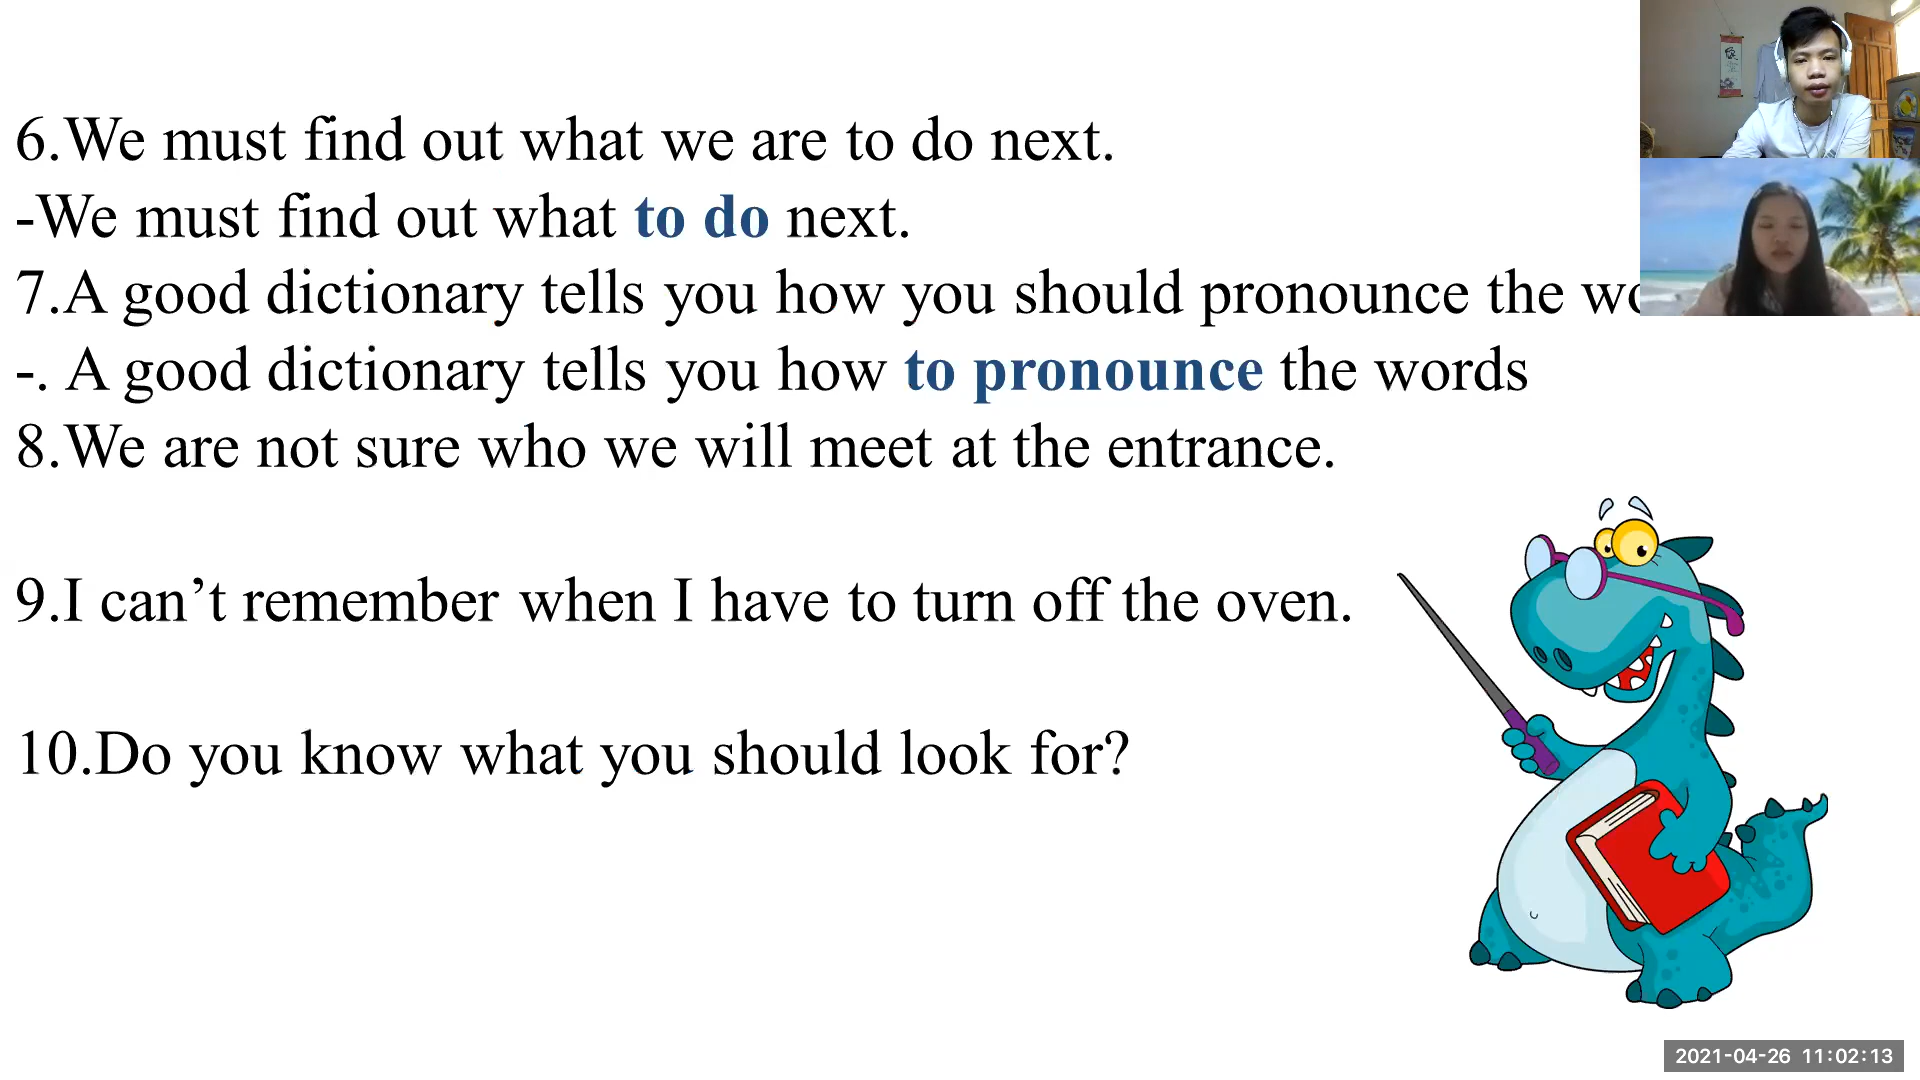 6.We must find out what we are to do next.
-We must find out what to do next.
7.A good dictionary tells you how you should pronounce the
-. A good dictionary tells you how to pronounce the words
8.We are not sure who we will meet at the entrance.
9.I can’t remember when I have to turn off the oven.
10.Do you know what you should look for?
2021-04-26 11:02:13